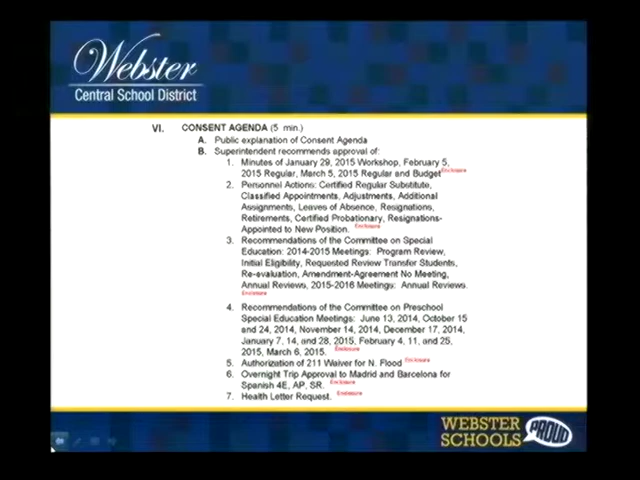 Webster
Central School District
VI. CONSENT AGENDA (5 min.)
A. Public explanation of Consent Agenda
B. Superintendent recommends approval of:
1. Minutes of January 29, 2015 Workshop, February 5,
2015 Regular, March 5, 2015 Regular and Budget Enclosure
2. Personnel Actions: Certified Regular Substitute,
Classified Appointments, Adjustments, Additional
Assignments, Leaves of Absence, Resignations,
Retirements, Certified Probationary, Resignations-
Appointed to New Position. Enclosure
3. Recommendations of the Committee on Special
Education: 2014-2015 Meetings: Program Review,
Initial Eligibility, Requested Review Transfer Students,
Re-evaluation, Amendment-Agreement No Meeting,
Annual Reviews, 2015-2016 Meetings: Annual Reviews.
Enclosure
4. Recommendations of the Committee on Preschool
Special Education Meetings: June 13, 2014, October 15
and 24, 2014, November 14, 2014, December 17, 2014,
January 7, 14, and 28, 2015, February 4, 11, and 25,
2015, March 6, 2015. Enclosure
5. Authorization of 211 Waiver for N. Flood Enclosure
6. Overnight Trip Approval to Madrid and Barcelona for
Spanish 4E, AP, SR. Enclosure
7. Health Letter Request. Enclosure
WEBSTER
SCHOOLS PROUD